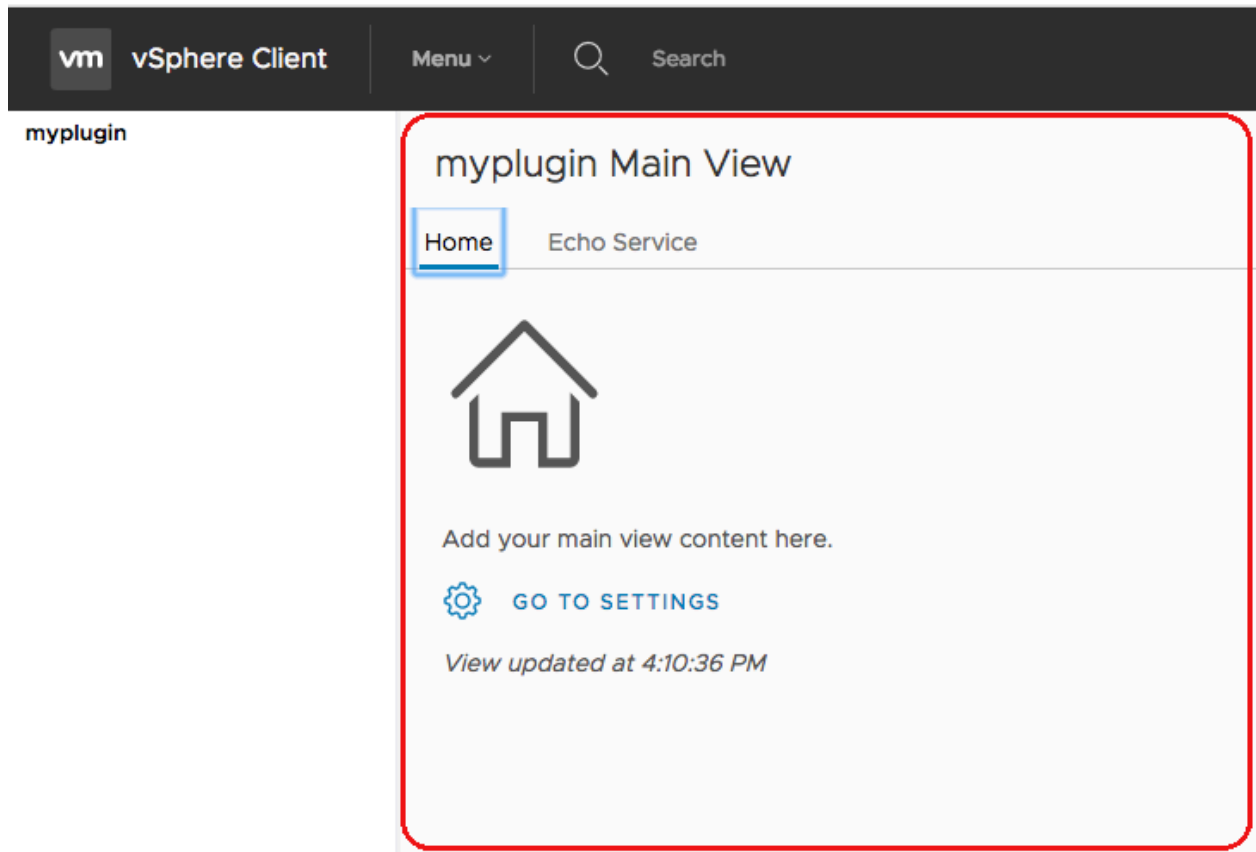 vm vSphere Client Menu Search
myplugin
myplugin Main View
Home Echo Service
Add your main view content here.
GO TO SETTINGS
View updated at 4:10:36 PM